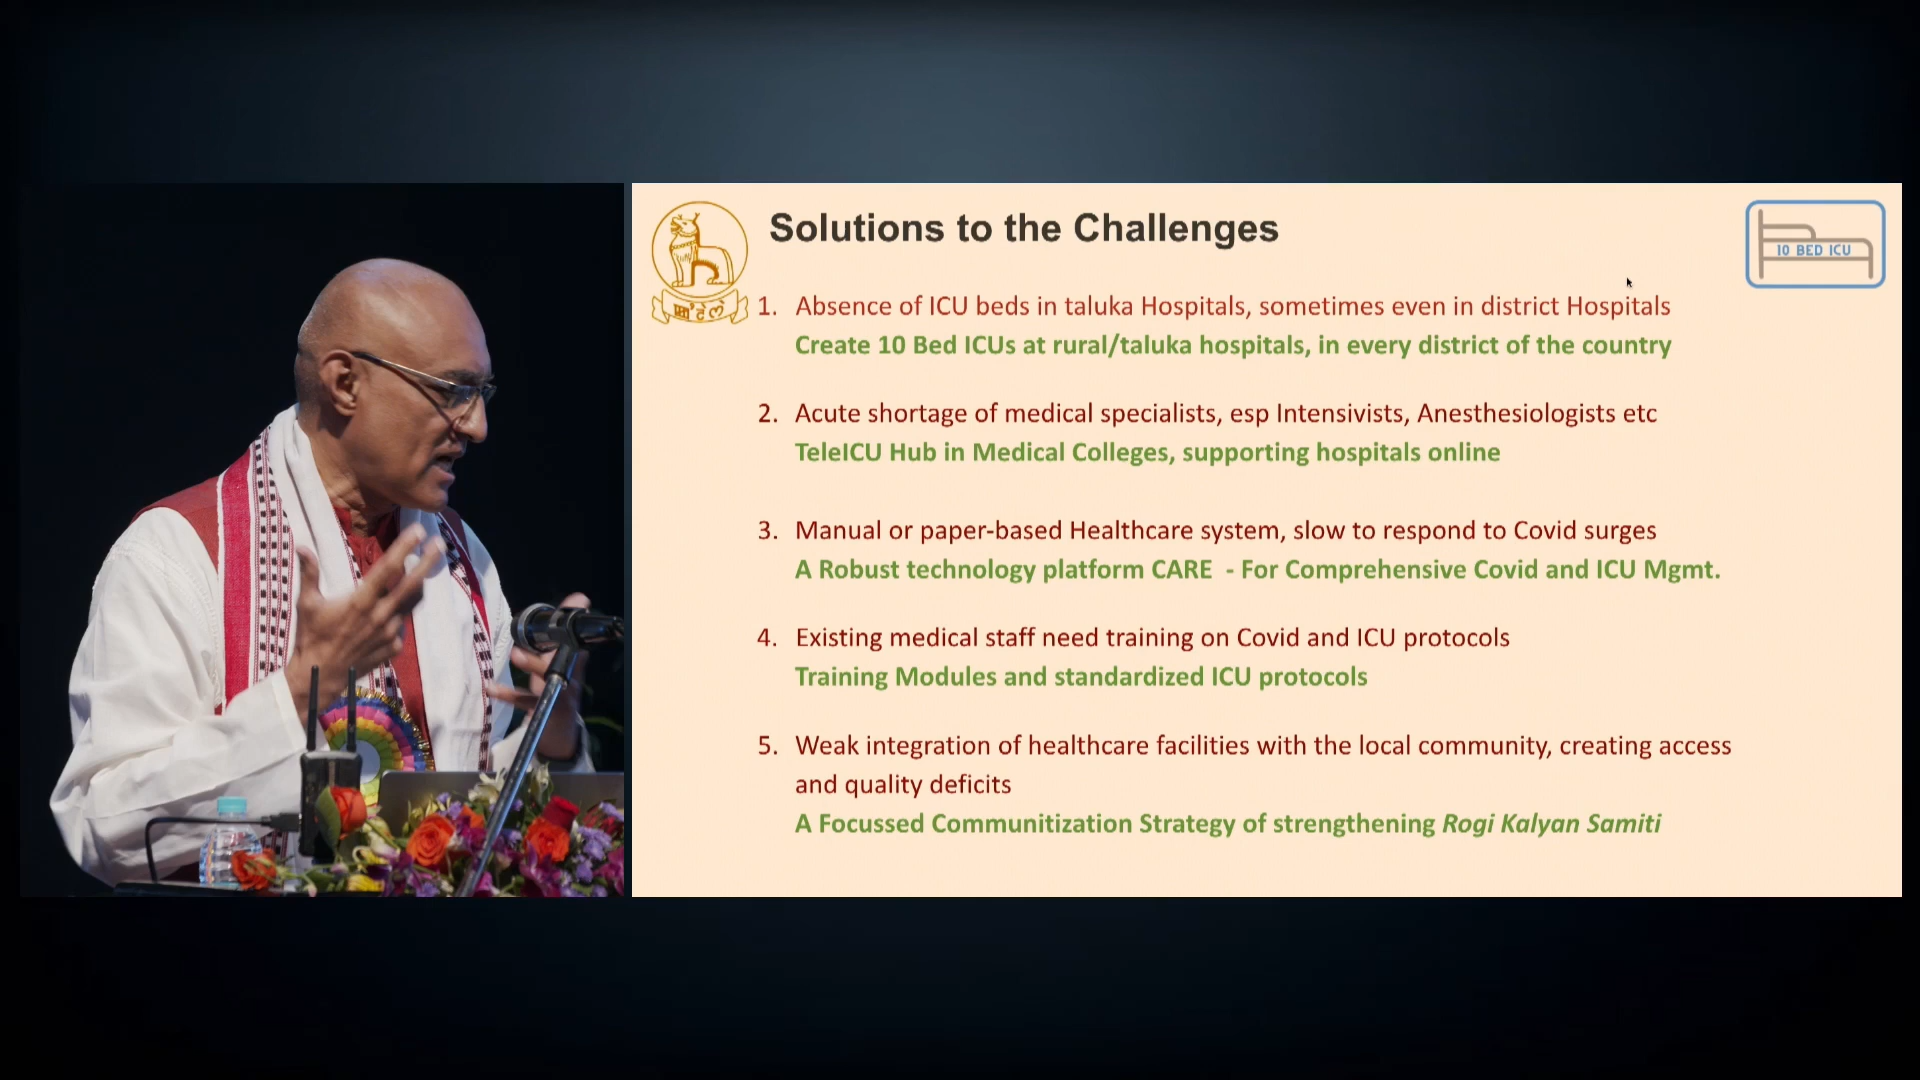 Solutions to the Challenges
10 BED ICU
1. Absence of ICU beds in taluka Hospitals, sometimes even in district Hospitals
Create 10 Bed ICUs at rural/taluka hospitals, in every district of the country
2. Acute shortage of medical specialists, esp Intensivists, Anesthesiologists etc
TeleICU Hub in Medical Colleges, supporting hospitals online
3. Manual or paper-based Healthcare system, slow to respond to Covid surges
A Robust technology platform CARE - For Comprehensive Covid and ICU Mgmt.
4. Existing medical staff need training on Covid and ICU protocols
Training Modules and standardized ICU protocols
5. Weak integration of healthcare facilities with the local community, creating access
and quality deficits
A Focussed Communitization Strategy of strengthening Rogi Kalyan Samiti